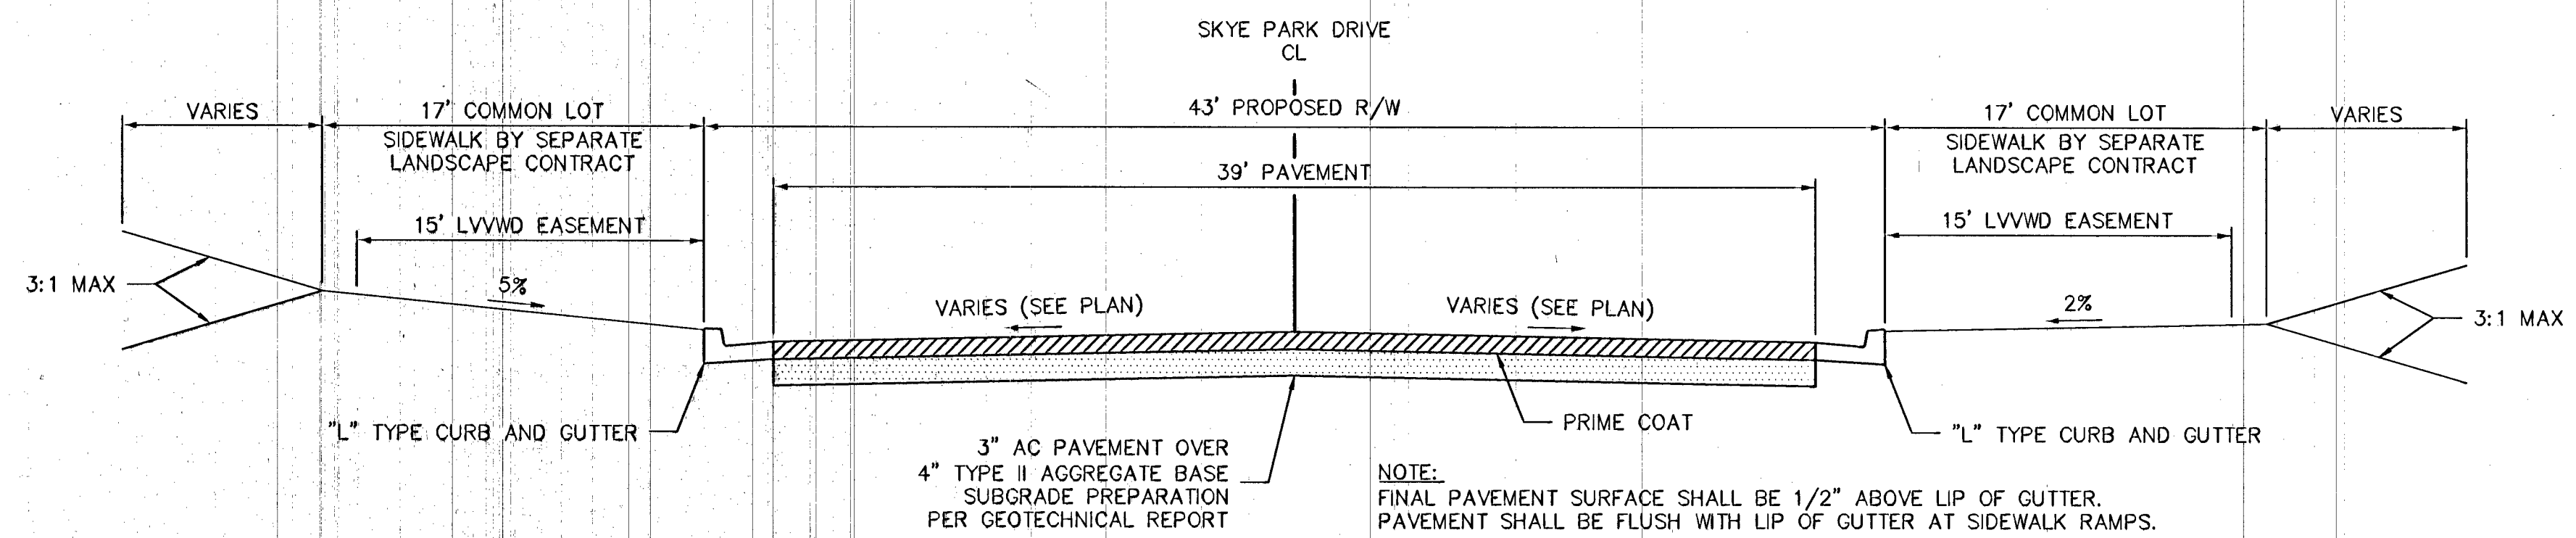 SKYE PARK DRIVE
CL
VARIES
17' COMMON LOT
43' PROPOSED R/W
17' COMMON LOT
VARIES
SIDEWALK BY SEPARATE
LANDSCAPE CONTRACT
SIDEWALK BY SEPARATE
LANDSCAPE CONTRACT
39' PAVEMENT
15' LVVWD EASEMENT
15' LVVWD EASEMENT
3:1 MAX
5%
VARIES (SEE PLAN)
VARIES (SEE PLAN)
2%
3:1 MAX
"L" TYPE CURB AND GUTTER
3" AC PAVEMENT OVER
4" TYPE II AGGREGATE BASE
SUBGRADE PREPARATION
PER GEOTECHNICAL REPORT
PRIME COAT
"L" TYPE CURB AND GUTTER
NOTE:
FINAL PAVEMENT SURFACE SHALL BE 1/2" ABOVE LIP OF GUTTER.
PAVEMENT SHALL BE FLUSH WITH LIP OF GUTTER AT SIDEWALK RAMPS.